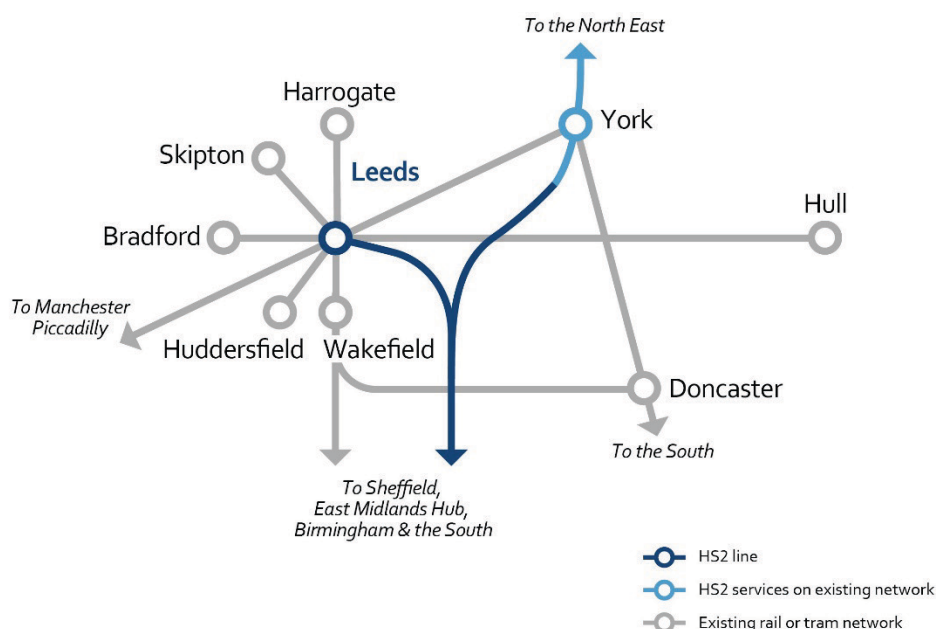 To the North East
Harrogate
York
Skipton
Leeds
Hull
Bradford
To Manchester
Piccadilly
Huddersfield
Wakefield
Doncaster
To the South
To Sheffield,
East Midlands Hub,
Birmingham & the South
HS2 line
HS2 services on existing network
Existing rail or tram network